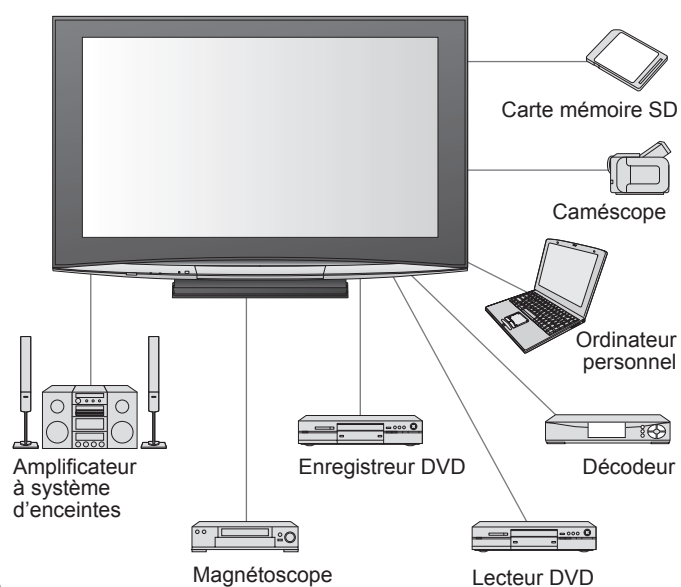 Carte mémoire SD
Caméscope
Ordinateur
personnel
Amplificateur
à système
d'enceintes
Enregistreur DVD
Décodeur
Magnétoscope
Lecteur DVD